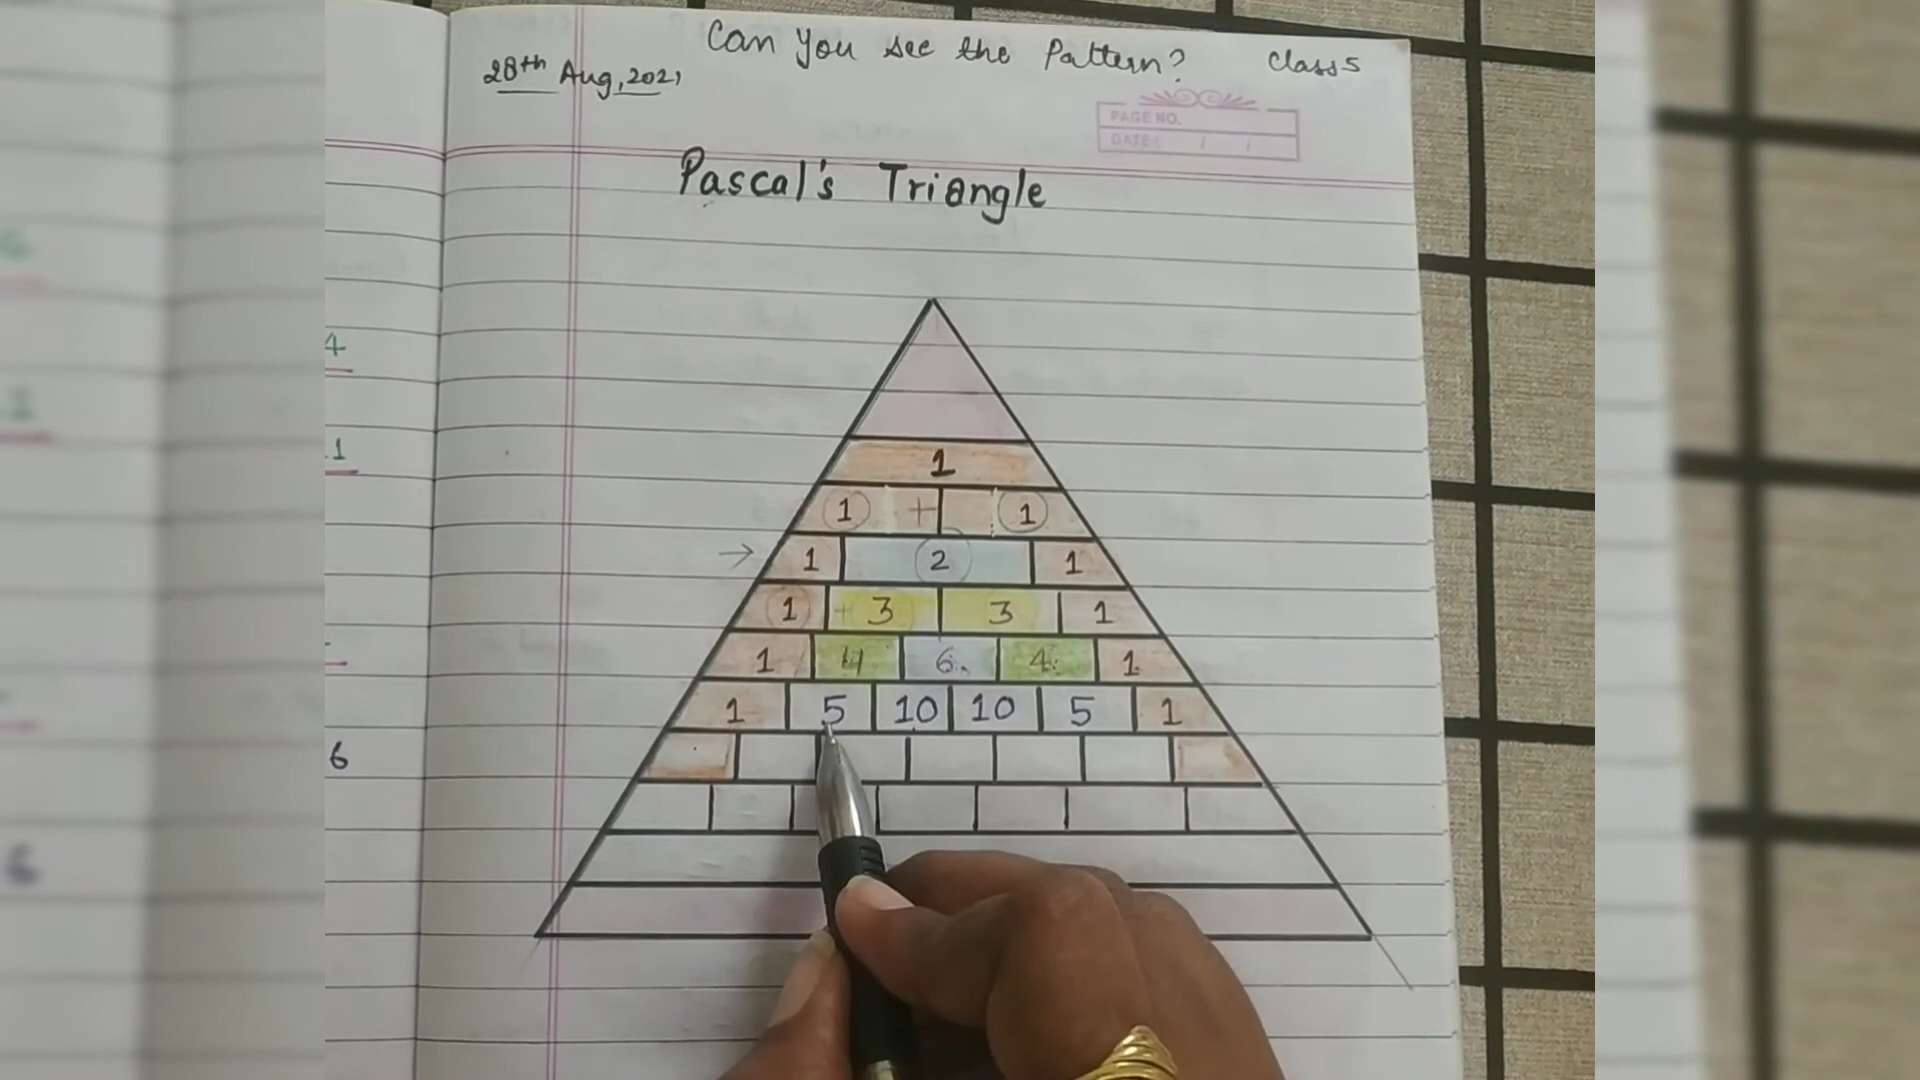 Can you see the Pattern?
Class 5
28th Aug, 2021
PAGE NO.
DATE: / /
Pascal's Triangle
1
1 + 1
→ 1 2 1
1 + 3 3 1
1 4 6 4 1
1 5 10 10 5 1
4
1
6
6